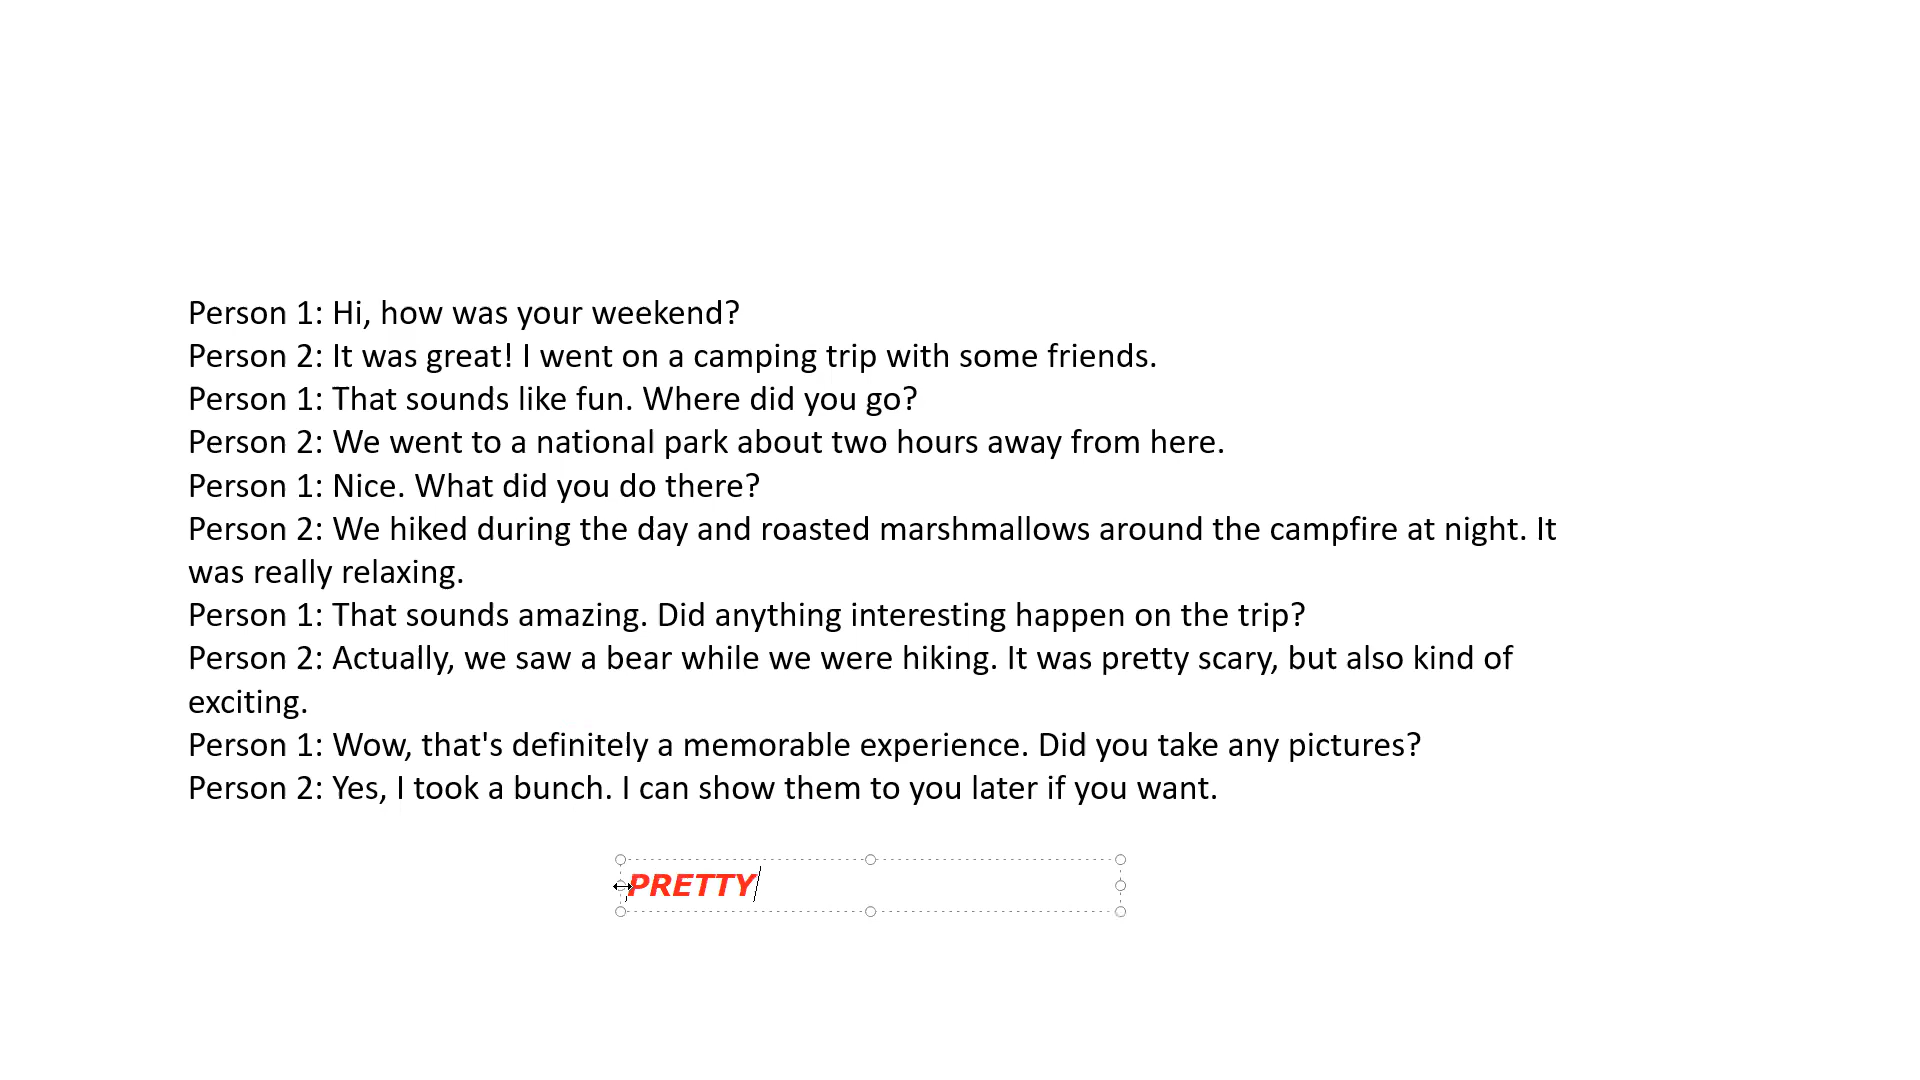 Person 1: Hi, how was your weekend?
Person 2: It was great! I went on a camping trip with some friends.
Person 1: That sounds like fun. Where did you go?
Person 2: We went to a national park about two hours away from here.
Person 1: Nice. What did you do there?
Person 2: We hiked during the day and roasted marshmallows around the campfire at night. It
was really relaxing.
Person 1: That sounds amazing. Did anything interesting happen on the trip?
Person 2: Actually, we saw a bear while we were hiking. It was pretty scary, but also kind of
exciting.
Person 1: Wow, that's definitely a memorable experience. Did you take any pictures?
Person 2: Yes, I took a bunch. I can show them to you later if you want.
PRETTY